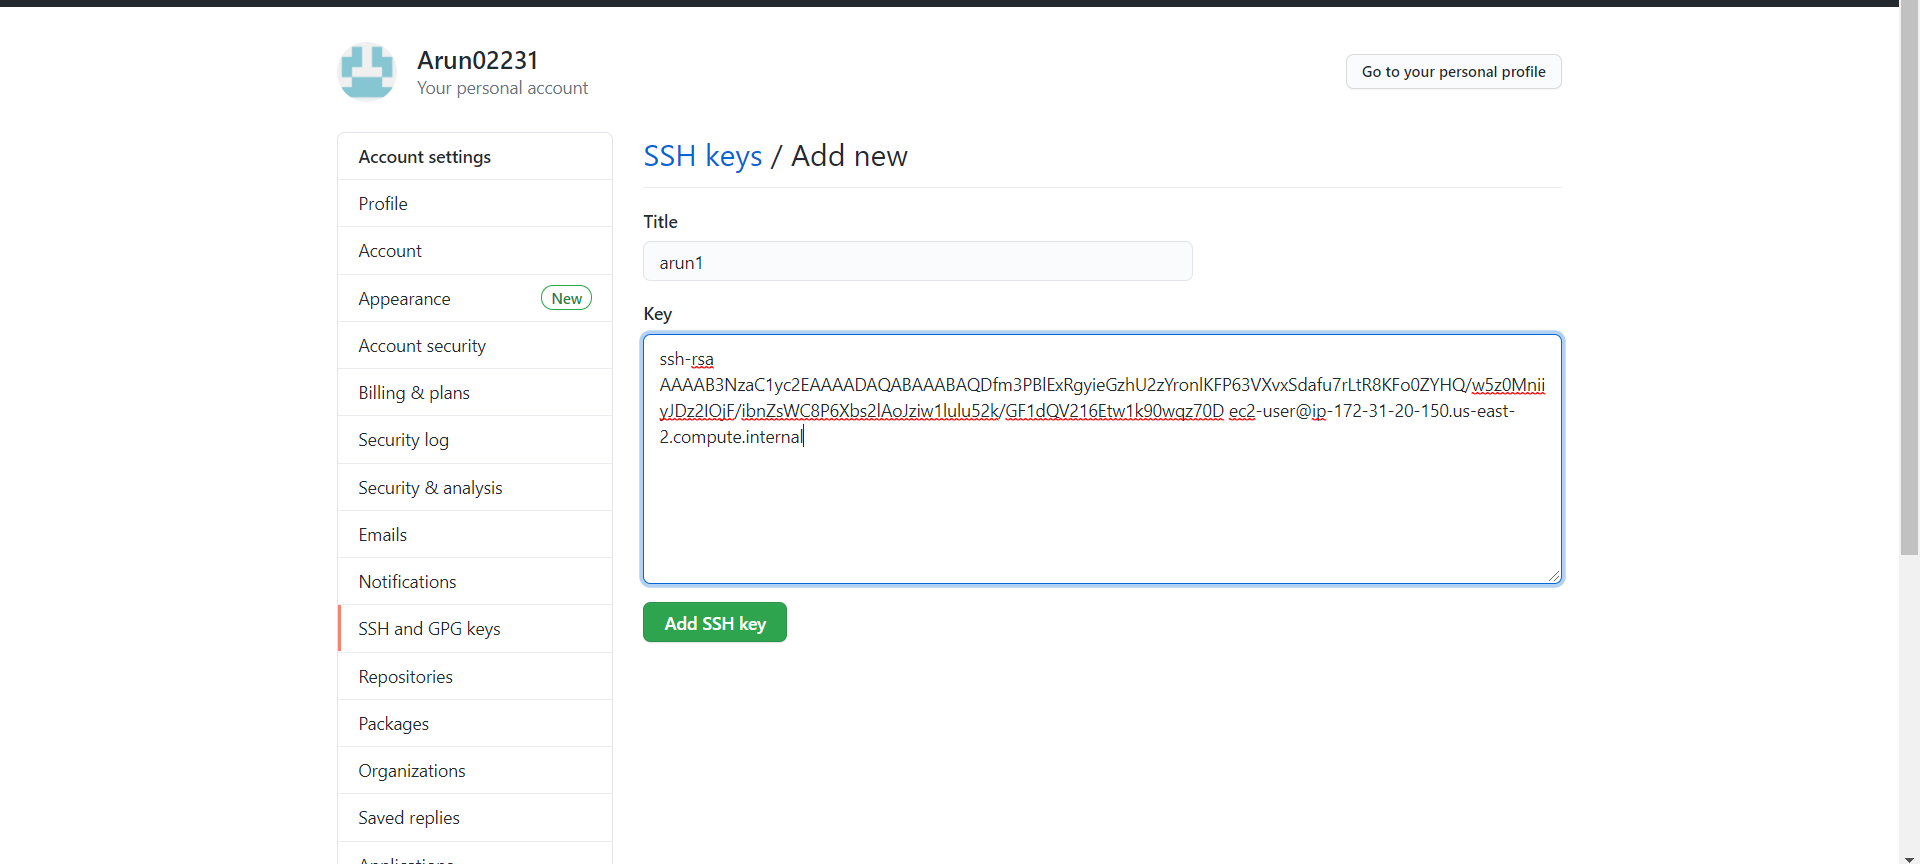 Arun02231
Your personal account
Go to your personal profile
Account settings
Profile
Account
Appearance
New
Account security
Billing & plans
Security log
Security & analysis
Emails
Notifications
SSH and GPG keys
Repositories
Packages
Organizations
Saved replies
SSH keys / Add new
Title
arun1
Key
ssh-rsa
AAAAB3NzaC1yc2EAAAADAQABAAABAQDfm3PBlExRgyieGzhU2zYronlKFP63VXvxSdafu7rLtR8KFo0ZYHQ/w5z0Mnii
yJDz2IOjF/ibnZsWC8P6Xbs2lAoJziw1lulu52k/GF1dQV216Etw1k90wqz70D ec2-user@ip-172-31-20-150.us-east-
2.compute.internal
Add SSH key